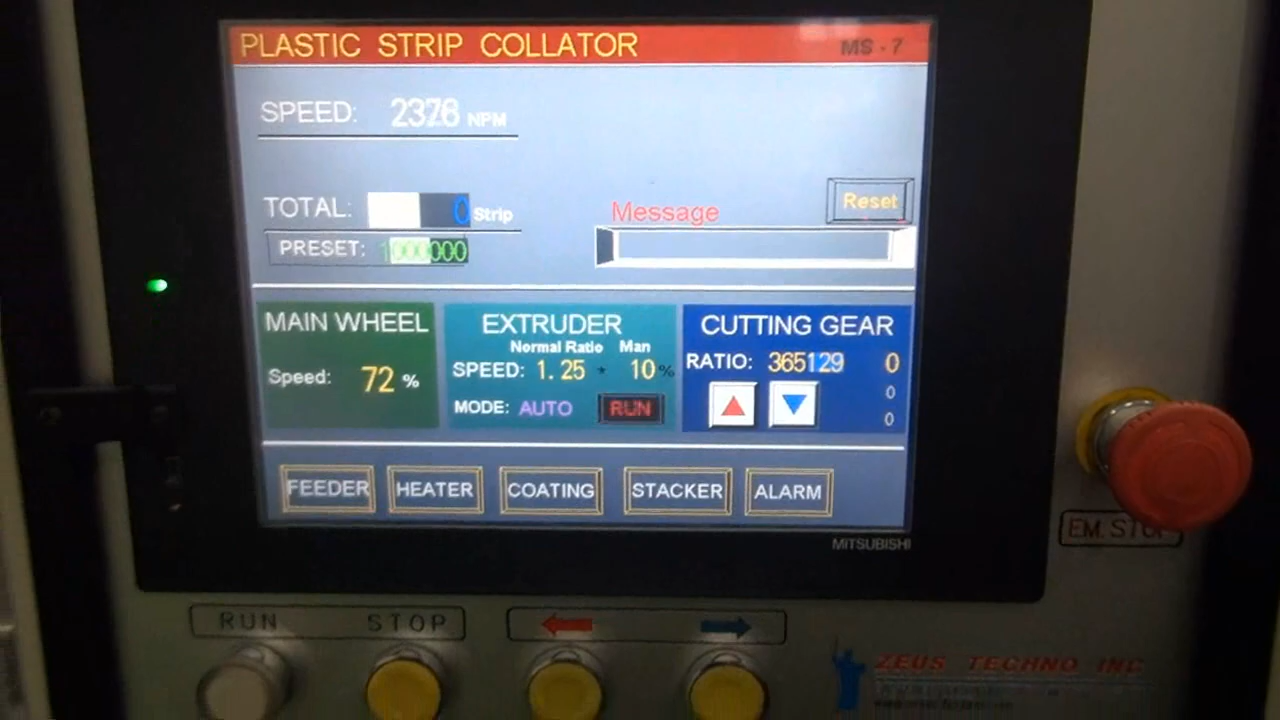 PLASTIC STRIP COLLATOR MS - 7
SPEED: 2378 NPM
TOTAL: 0 Strip
Reset
Message
PRESET: 1000000
MAIN WHEEL
Speed: 72 %
EXTRUDER
Normal Ratio Man
SPEED: 1.25 * 10 %
MODE: AUTO RUN
CUTTING GEAR
RATIO: 365129 0
0
0
FEEDER HEATER COATING STACKER ALARM
MITSUBISHI
EM. STOP
RUN STOP
ZEUS TECHNO INC